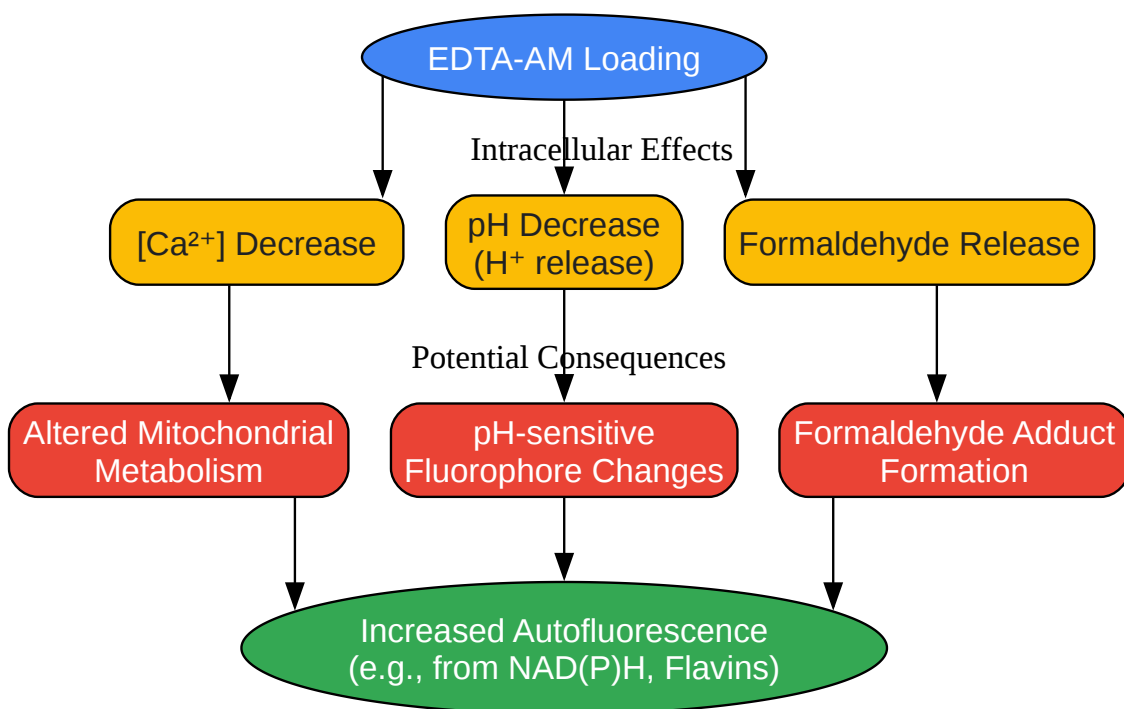 EDTA-AM Loading
Intracellular Effects
[Ca²⁺] Decrease
pH Decrease
(H⁺ release)
Formaldehyde Release
Potential Consequences
Altered Mitochondrial
Metabolism
pH-sensitive
Fluorophore Changes
Formaldehyde Adduct
Formation
Increased Autofluorescence
(e.g., from NAD(P)H, Flavins)